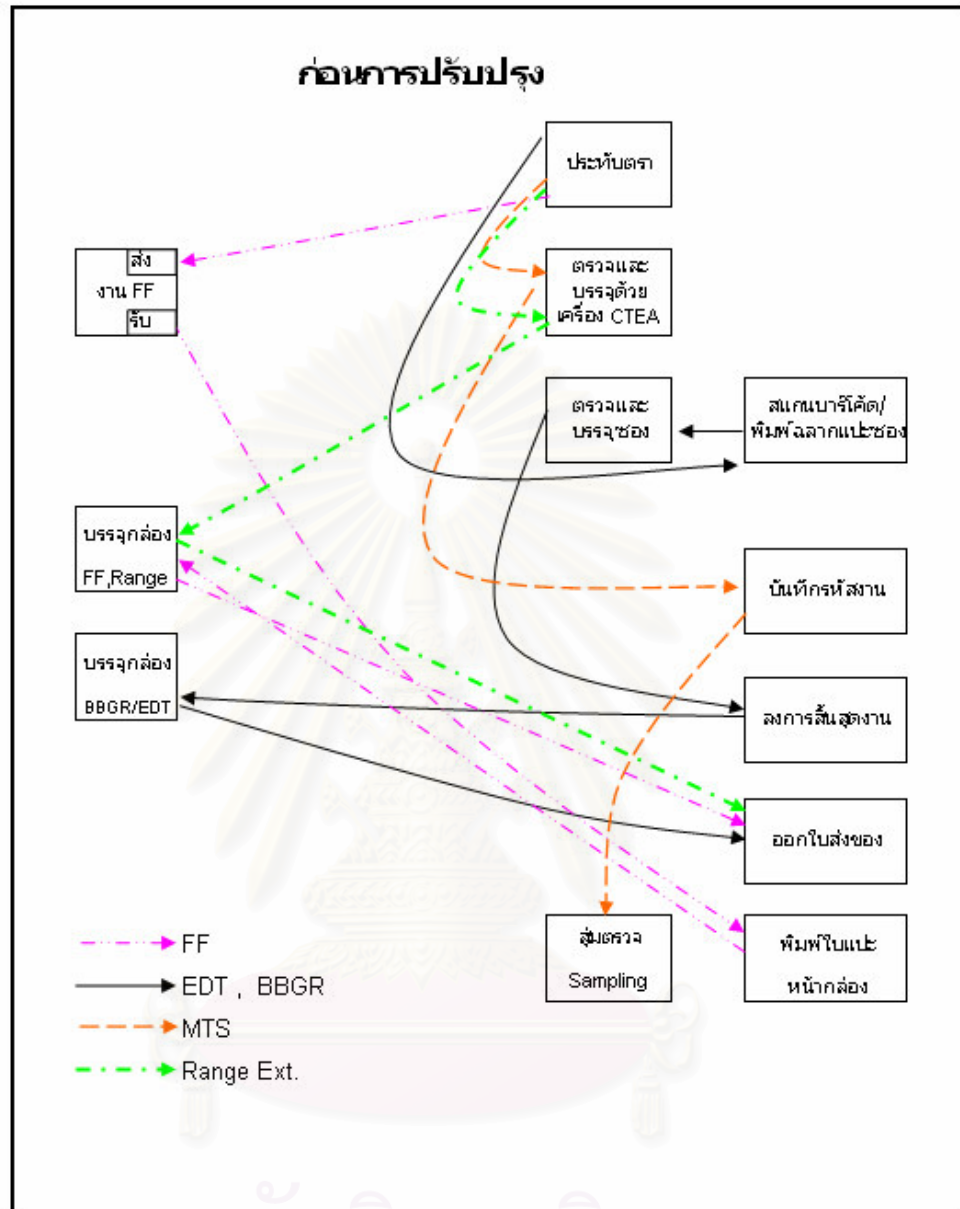 ก่อนการปรับปรุง
ประทับตรา
ส่ง
งาน FF
รับ
ตรวจและ
บรรจุด้วย
เครื่อง CTEA
ตรวจและ
บรรจุซอง
สแกนบาร์โค้ด/
พิมพ์ฉลากแปะซอง
บรรจุกล่อง
FF,Range
บันทึกรหัสงาน
บรรจุกล่อง
BBGR/EDT
ลงการสิ้นสุดงาน
ออกใบส่งของ
สุ่มตรวจ
Sampling
พิมพ์ใบแปะ
หน้ากล่อง
FF
EDT , BBGR
MTS
Range Ext.